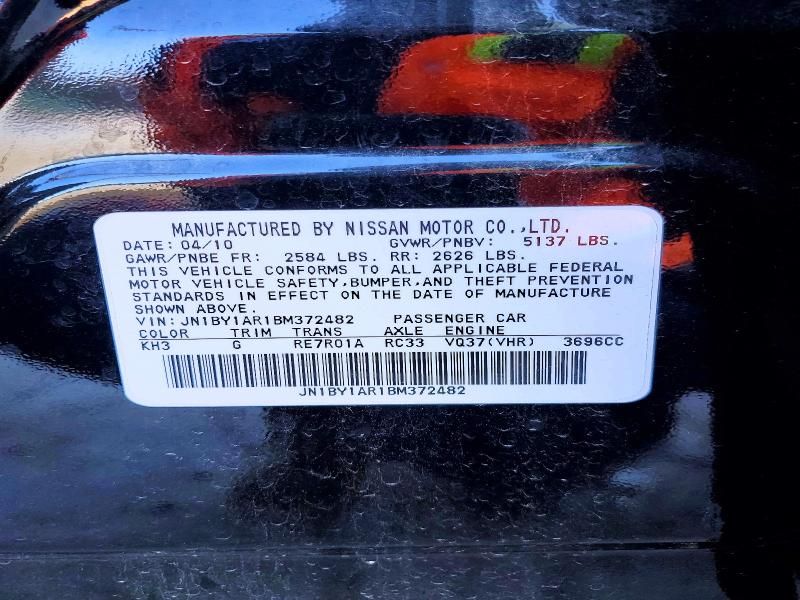 MANUFACTURED BY NISSAN MOTOR CO.,LTD.
DATE: 04/10 GVWR/PNBV: 5137 LBS.
GAWR/PNBE FR: 2584 LBS. RR: 2626 LBS.
THIS VEHICLE CONFORMS TO ALL APPLICABLE FEDERAL
MOTOR VEHICLE SAFETY,BUMPER,AND THEFT PREVENTION
STANDARDS IN EFFECT ON THE DATE OF MANUFACTURE
SHOWN ABOVE.
VIN: JN1BY1AR1BM372482 PASSENGER CAR
COLOR TRIM TRANS AXLE ENGINE
KH3 G RE7R01A RC33 VQ37(VHR) 3696CC
JN1BY1AR1BM372482